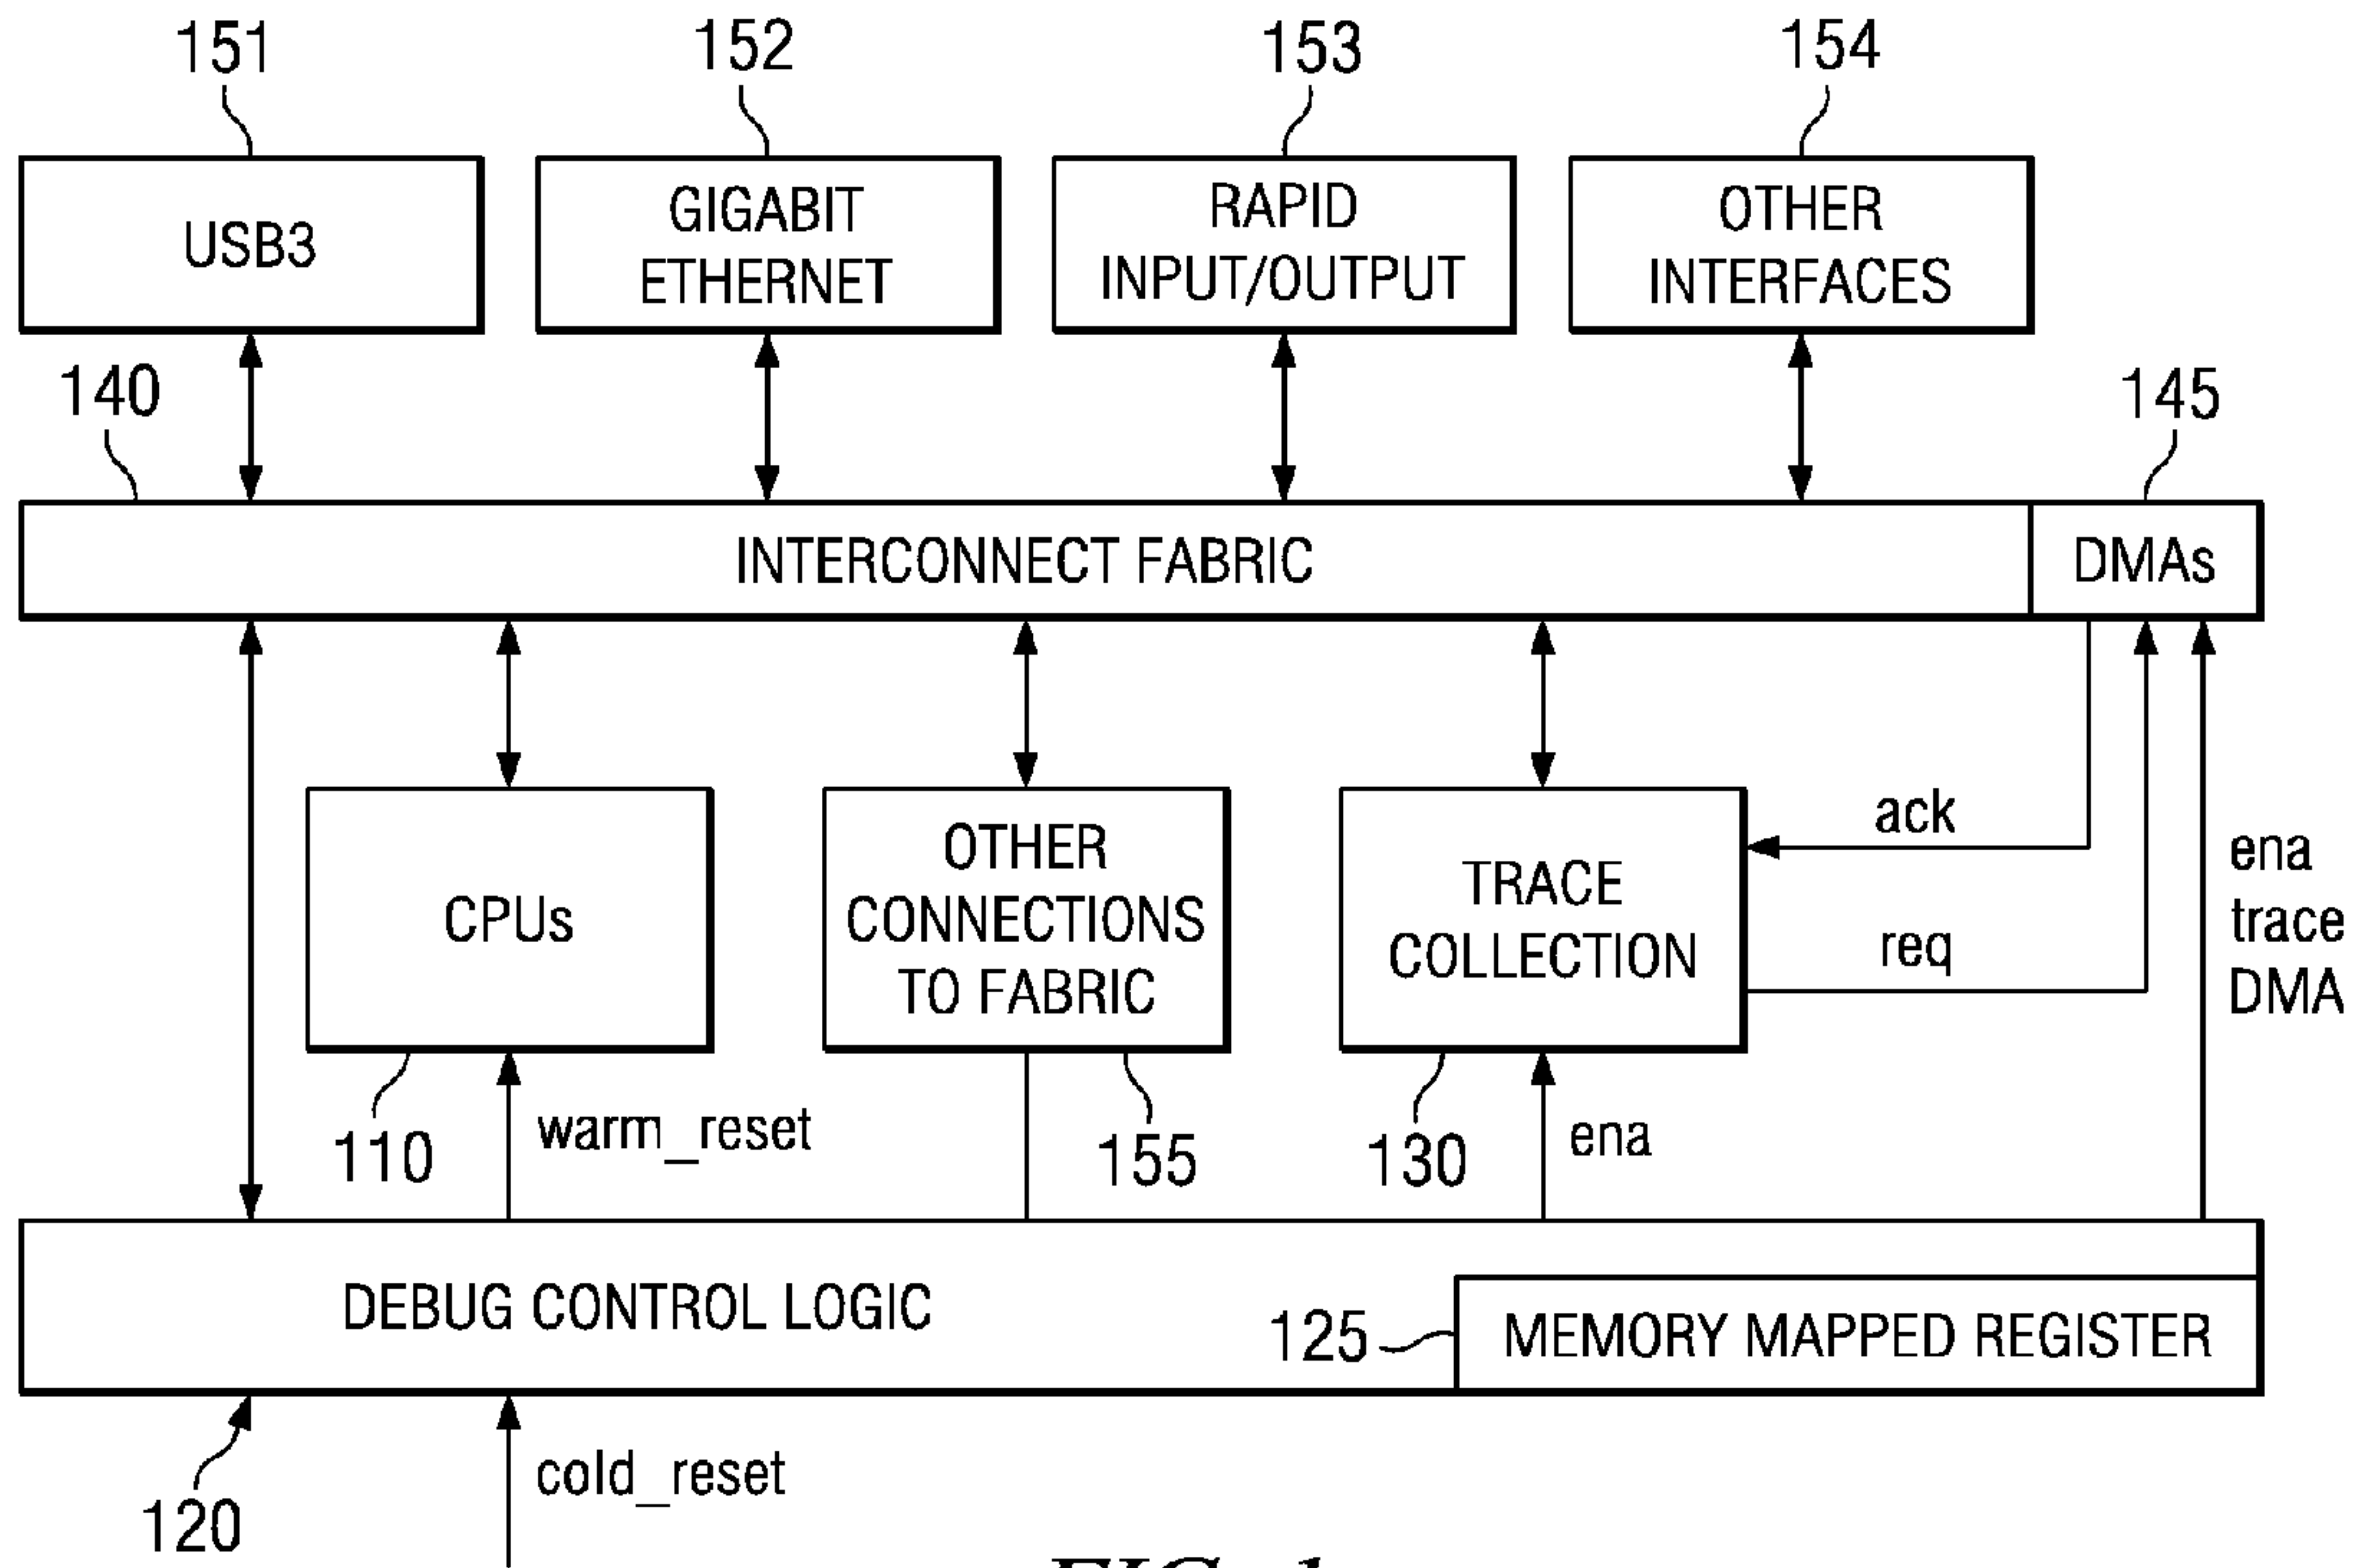 151
152
153
154
USB3
GIGABIT
ETHERNET
RAPID
INPUT/OUTPUT
OTHER
INTERFACES
140
145
INTERCONNECT FABRIC
DMAs
CPUs
OTHER
CONNECTIONS
TO FABRIC
TRACE
COLLECTION
ack
req
ena
trace
DMA
110
warm_reset
155
130
ena
DEBUG CONTROL LOGIC
125
MEMORY MAPPED REGISTER
120
cold_reset